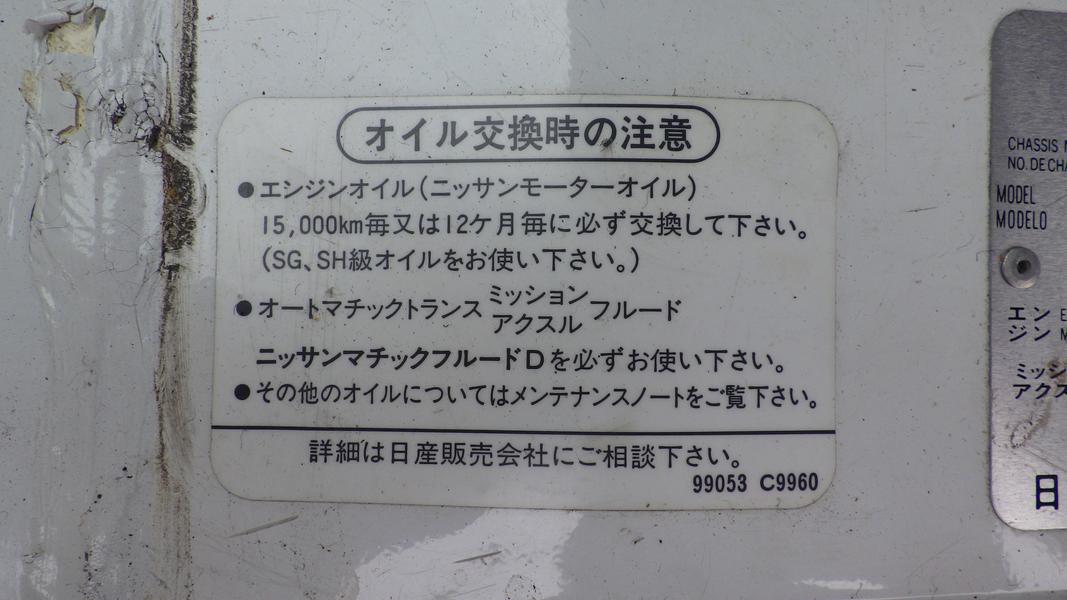 オイル交換時の注意
●エンジンオイル(ニッサンモーターオイル)
15,000km毎又は12ケ月毎に必ず交換して下さい。
(SG、SH級オイルをお使い下さい。)
●オートマチックトランス ミッション フルード
アクスル
ニッサンマチックフルードDを必ずお使い下さい。
●その他のオイルについてはメンテナンスノートをご覧下さい。
詳細は日産販売会社にご相談下さい。
99053 C9960
CHASSIS
NO. DE
MODEL
MODELO
エンジン
ミッ
アク
日